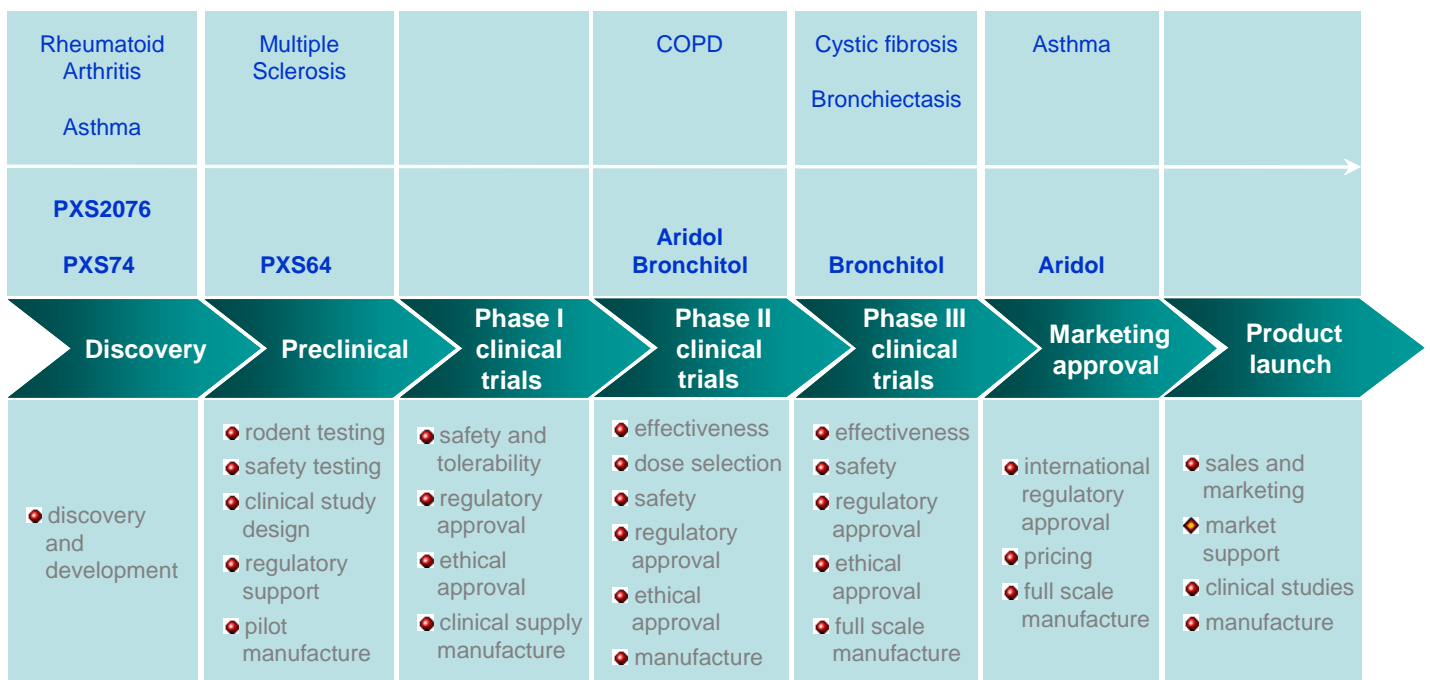 Rheumatoid
Arthritis
Asthma
Multiple
Sclerosis
COPD
Cystic fibrosis
Bronchiectasis
Asthma
PXS2076
PXS74
PXS64
Aridol
Bronchitol
Bronchitol
Aridol
Discovery
Preclinical
Phase I
clinical
trials
Phase II
clinical
trials
Phase III
clinical
trials
Marketing
approval
Product
launch
discovery
and
development
rodent testing
safety testing
clinical study
design
regulatory
support
pilot
manufacture
safety and
tolerability
regulatory
approval
ethical
approval
clinical supply
manufacture
effectiveness
dose selection
safety
regulatory
approval
ethical
approval
manufacture
effectiveness
safety
regulatory
approval
ethical
approval
full scale
manufacture
international
regulatory
approval
pricing
full scale
manufacture
sales and
marketing
market
support
clinical studies
manufacture